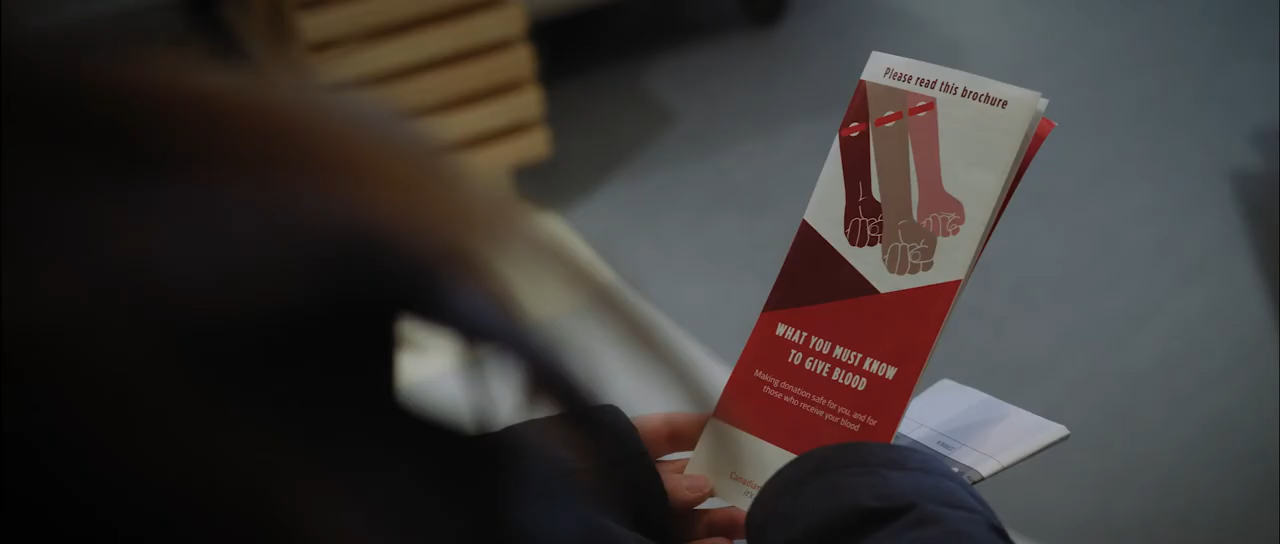 Please read this brochure
WHAT YOU MUST KNOW
TO GIVE BLOOD
Making donation safe for you, and for
those who receive your blood
Canadian